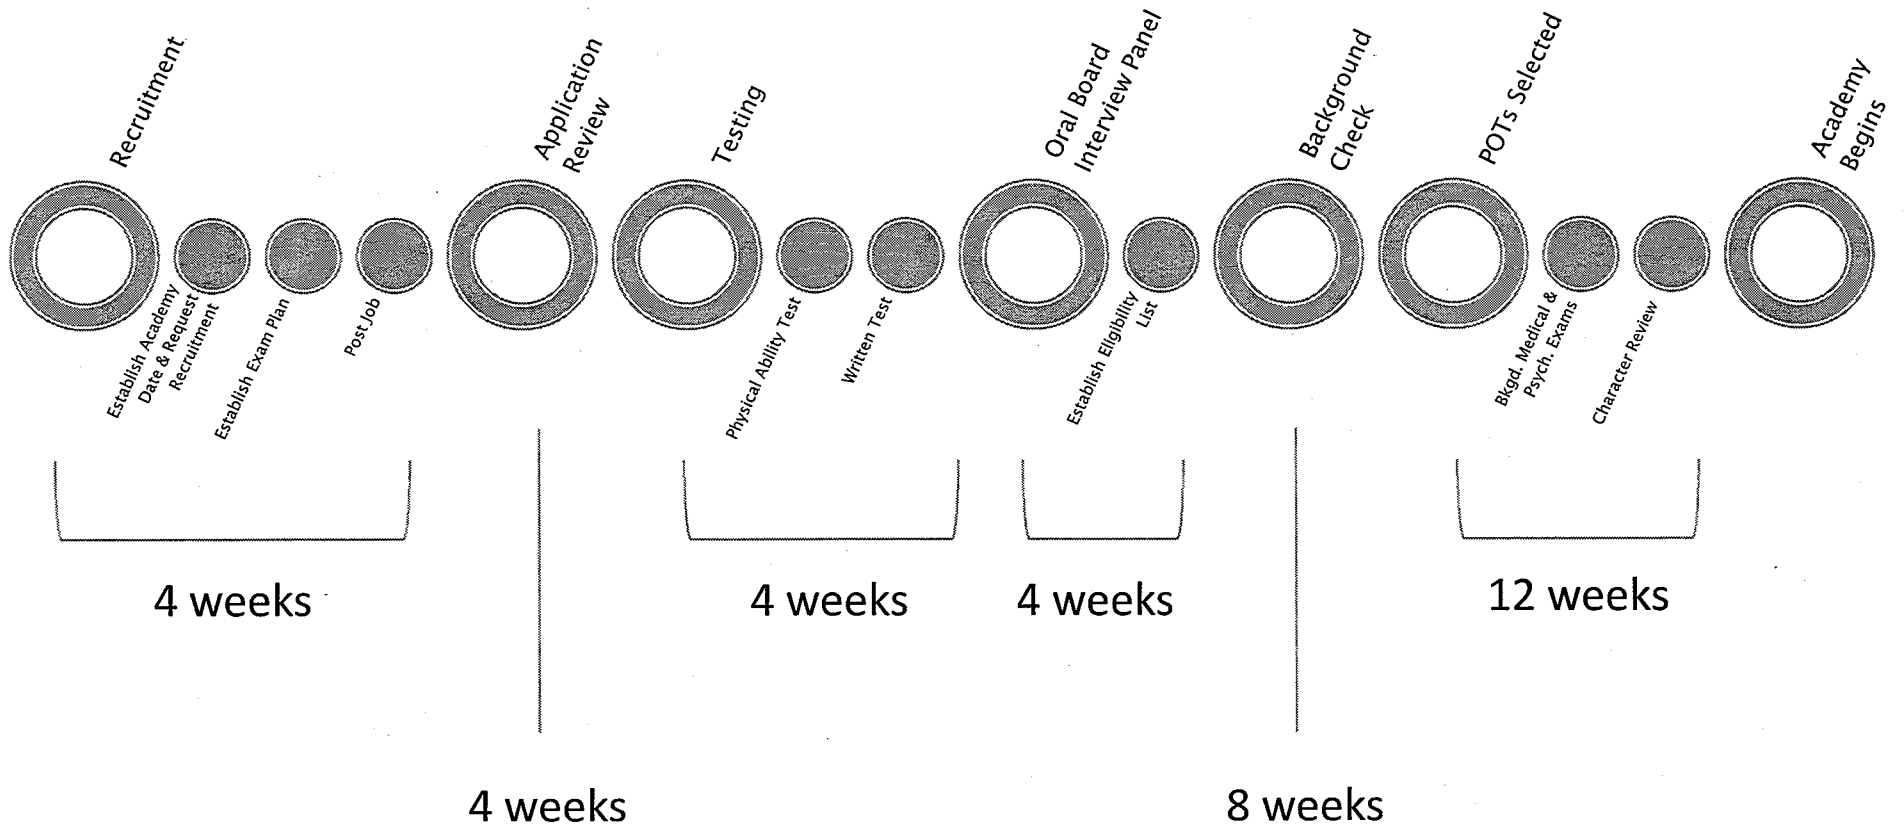 Recruitment
Application
Review
Testing
Oral Board
Interview Panel
Background
Check
POTs Selected
Academy
Begins
Establish Academy
Date & Request
Recruitment
Establish Exam Plan
Post Job
Physical Ability Test
Written Test
Establish Eligibility
List
Bkgd. Medical &
Psych. Exams
Character Review
4 weeks
4 weeks
4 weeks
12 weeks
4 weeks
8 weeks